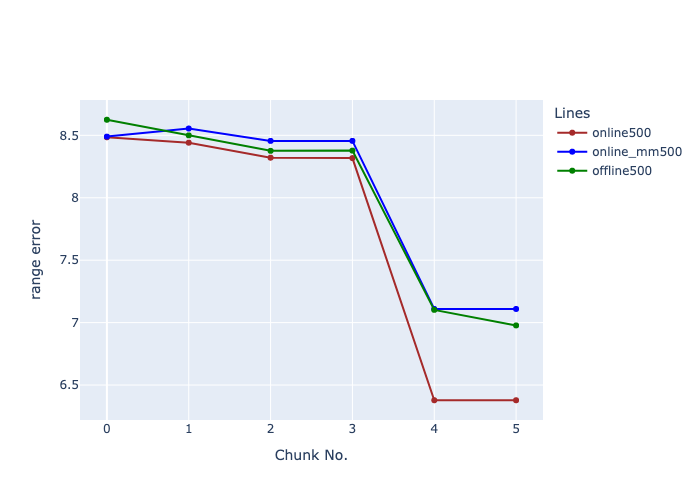 Lines
online500
online_mm500
offline500
8.5
8
7.5
7
6.5
range error
0 1 2 3 4 5
Chunk No.